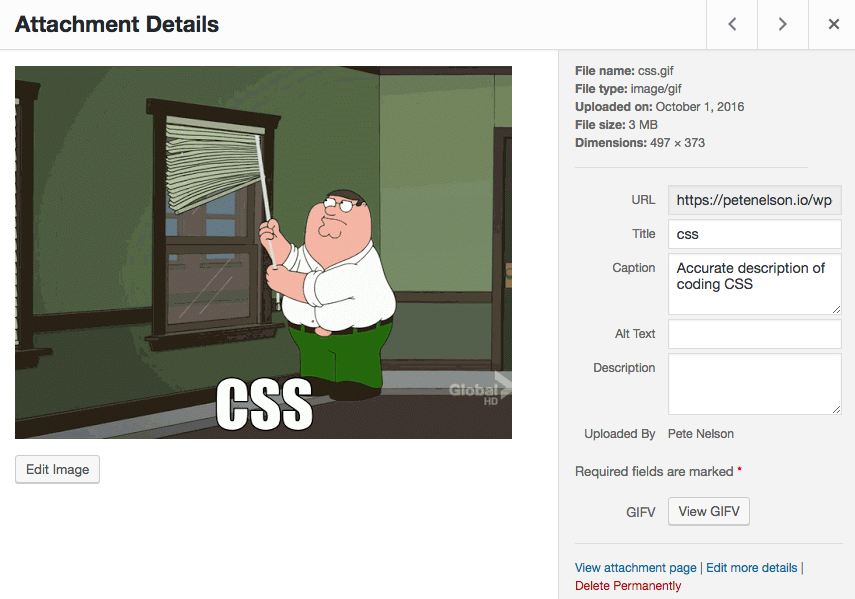 Attachment Details
CSS
Global
HD
Edit Image
File name: css.gif
File type: image/gif
Uploaded on: October 1, 2016
File size: 3 MB
Dimensions: 497 × 373
URL https://petenelson.io/wp
Title css
Caption Accurate description of
coding CSS
Alt Text
Description
Uploaded By Pete Nelson
Required fields are marked *
GIFV View GIFV
View attachment page | Edit more details |
Delete Permanently